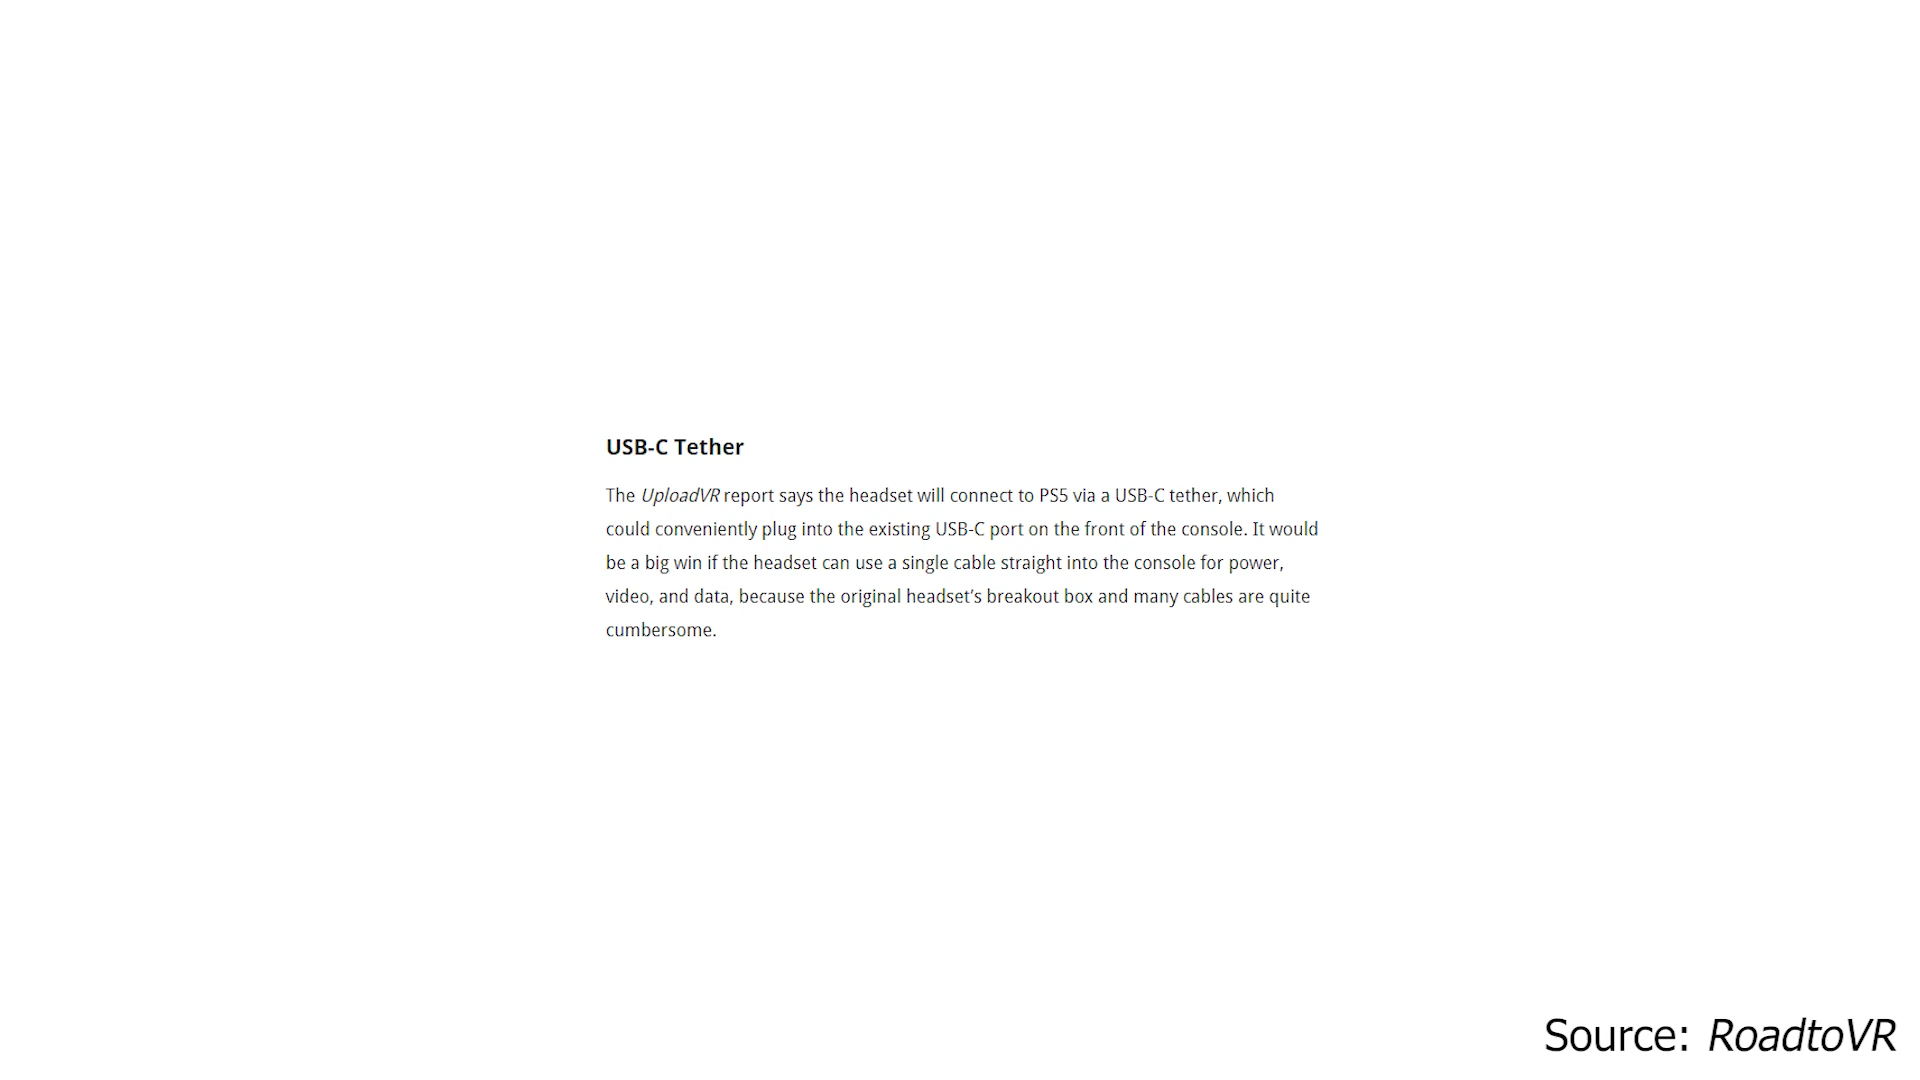 USB-C Tether
The UploadVR report says the headset will connect to PS5 via a USB-C tether, which
could conveniently plug into the existing USB-C port on the front of the console. It would
be a big win if the headset can use a single cable straight into the console for power,
video, and data, because the original headset’s breakout box and many cables are quite
cumbersome.
Source: RoadtoVR